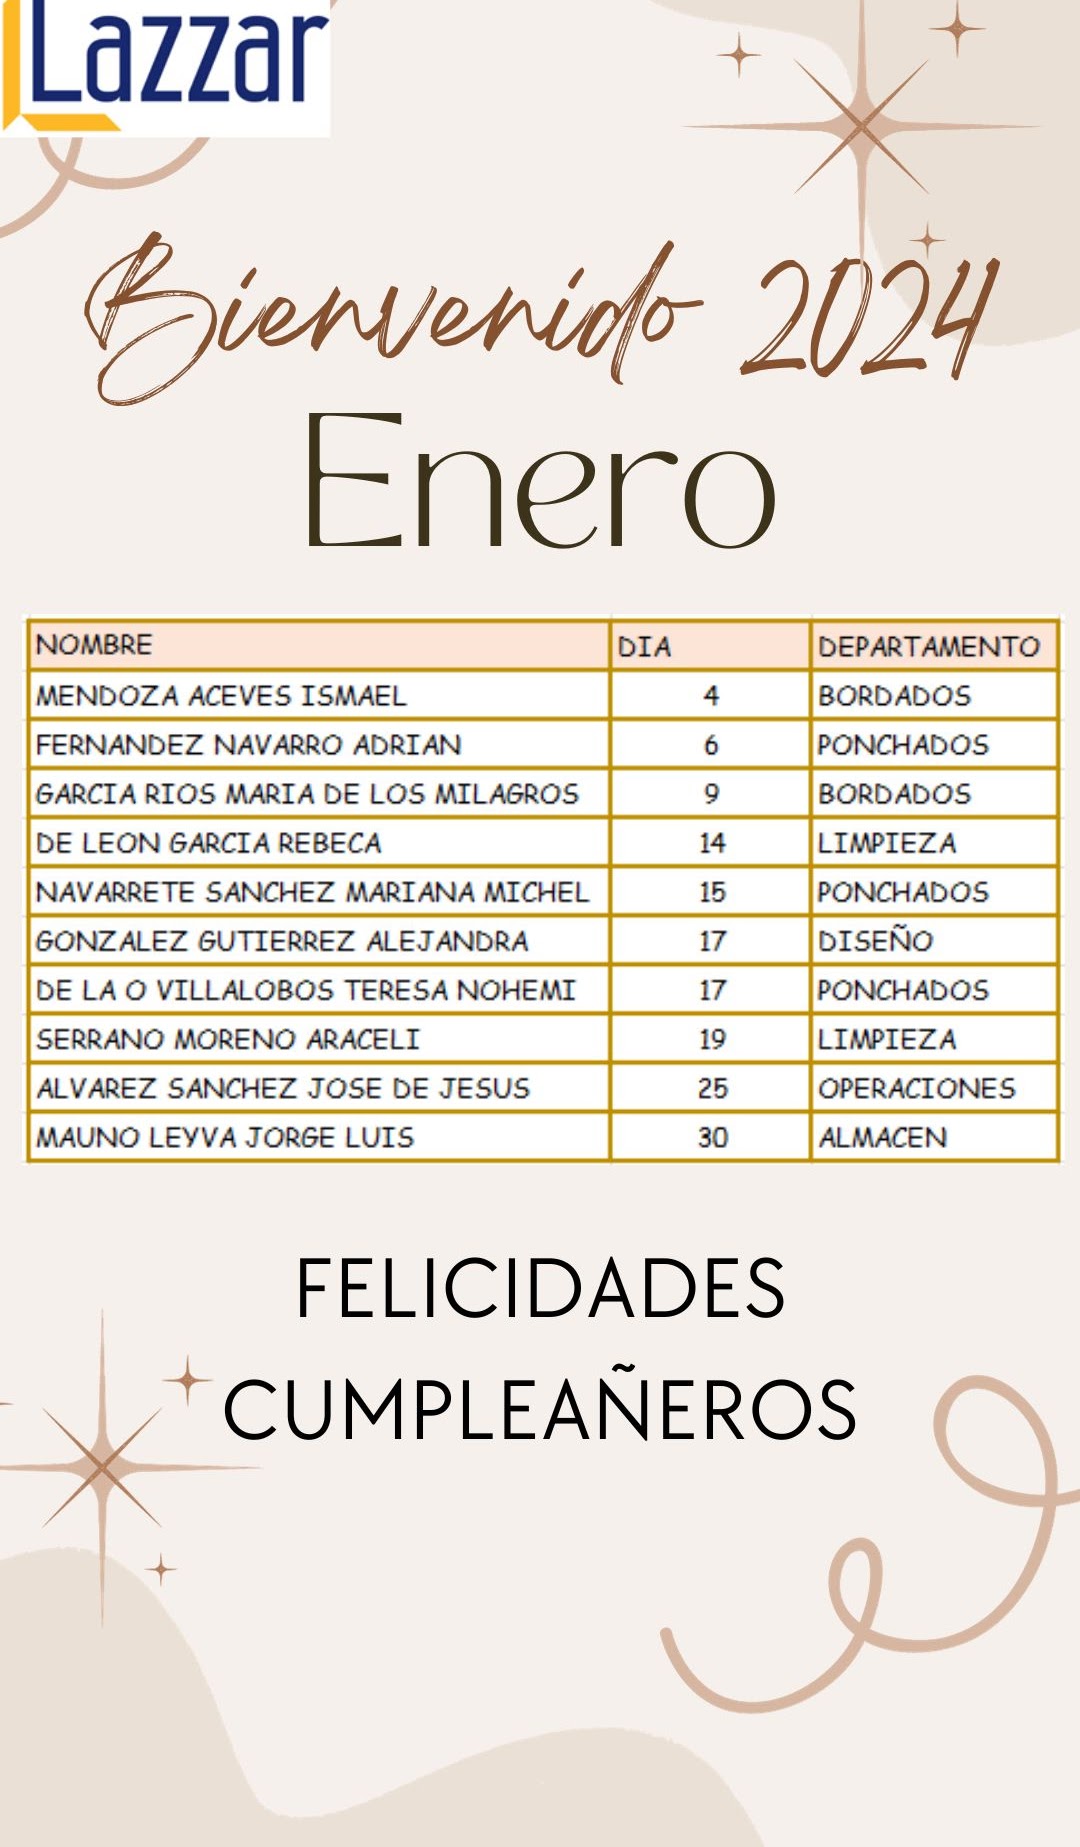 Lazzar
Bienvenido 2024
Enero
NOMBRE DIA DEPARTAMENTO
MENDOZA ACEVES ISMAEL 4 BORDADOS
FERNANDEZ NAVARRO ADRIAN 6 PONCHADOS
GARCIA RIOS MARIA DE LOS MILAGROS 9 BORDADOS
DE LEON GARCIA REBECA 14 LIMPIEZA
NAVARRETE SANCHEZ MARIANA MICHEL 15 PONCHADOS
GONZALEZ GUTIERREZ ALEJANDRA 17 DISEÑO
DE LA O VILLALOBOS TERESA NOHEMI 17 PONCHADOS
SERRANO MORENO ARACELI 19 LIMPIEZA
ALVAREZ SANCHEZ JOSE DE JESUS 25 OPERACIONES
MAUNO LEYVA JORGE LUIS 30 ALMACEN
FELICIDADES
CUMPLEAÑEROS